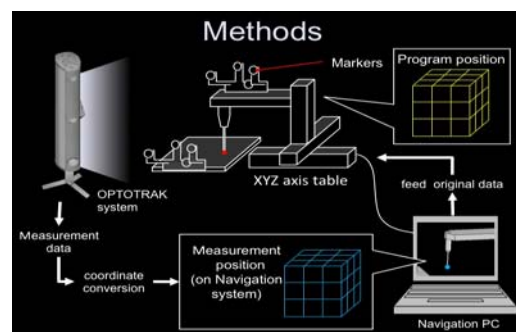 Methods
Markers
Program position
OPTOTRAK
system
XYZ axis table
feed original data
Measurement
data
coordinate
conversion
Measurement
position
(on Navigation
system)
Navigation PC